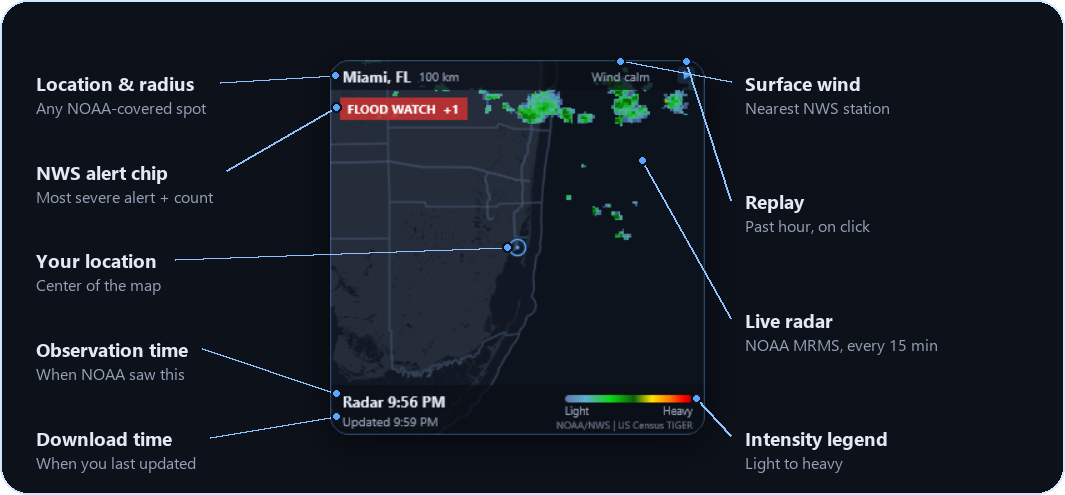 Location & radius
Any NOAA-covered spot
NWS alert chip
Most severe alert + count
Your location
Center of the map
Observation time
When NOAA saw this
Download time
When you last updated
Miami, FL 100 km
Wind calm
FLOOD WATCH +1
Radar 9:56 PM
Updated 9:59 PM
Light Heavy
NOAA/NWS | US Census TIGER
Surface wind
Nearest NWS station
Replay
Past hour, on click
Live radar
NOAA MRMS, every 15 min
Intensity legend
Light to heavy